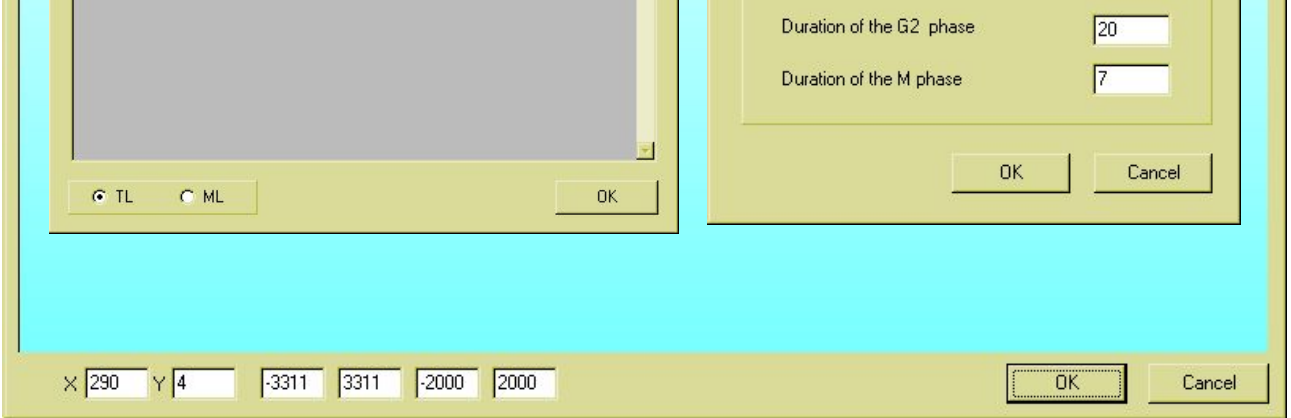 Duration of the G2 phase 20
Duration of the M phase 7
OK Cancel
TL ML OK
X 290 Y 4 -3311 3311 -2000 2000 OK Cancel